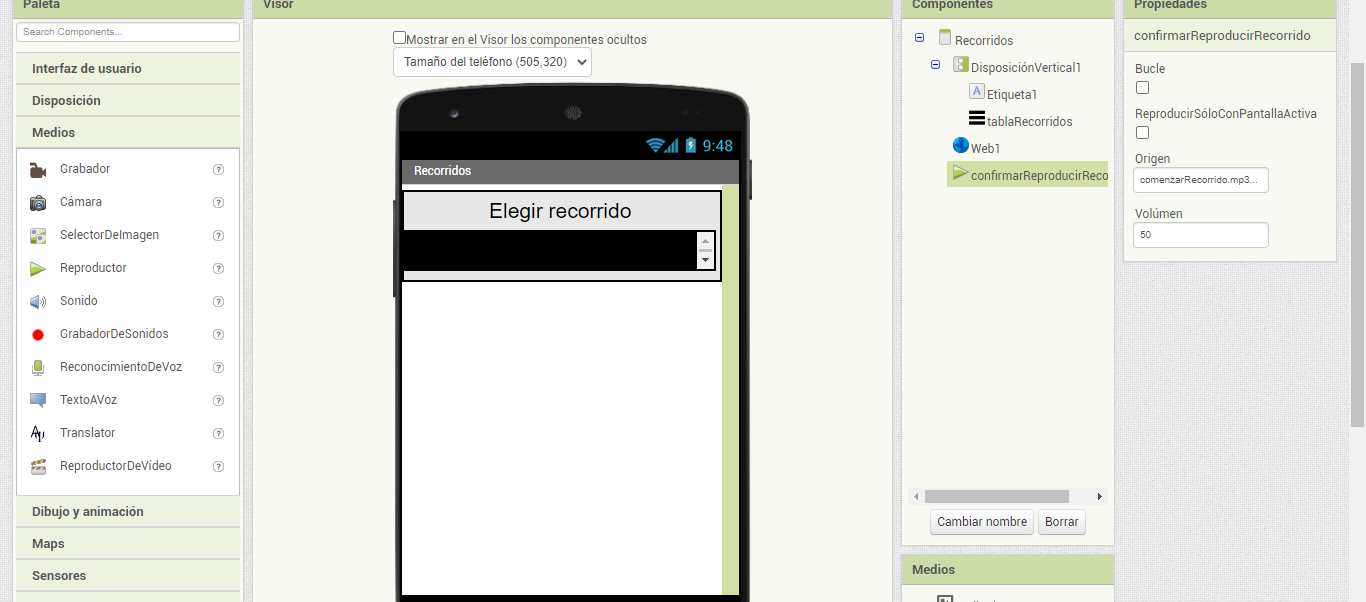 Paleta
Search Components...
Interfaz de usuario
Disposición
Medios
Grabador
Cámara
SelectorDeImagen
Reproductor
Sonido
GrabadorDeSonidos
ReconocimientoDeVoz
TextoAVoz
Translator
ReproductorDeVídeo
Dibujo y animación
Maps
Sensores
Visor
Mostrar en el Visor los componentes ocultos
Tamaño del teléfono (505,320)
9:48
Recorridos
Elegir recorrido
Componentes
Recorridos
DisposiciónVertical1
Etiqueta1
tablaRecorridos
Web1
confirmarReproducirReco
Cambiar nombre Borrar
Medios
Propiedades
confirmarReproducirRecorrido
Bucle
ReproducirSóloConPantallaActiva
Origen
comenzarRecorrido.mp3...
Volúmen
50